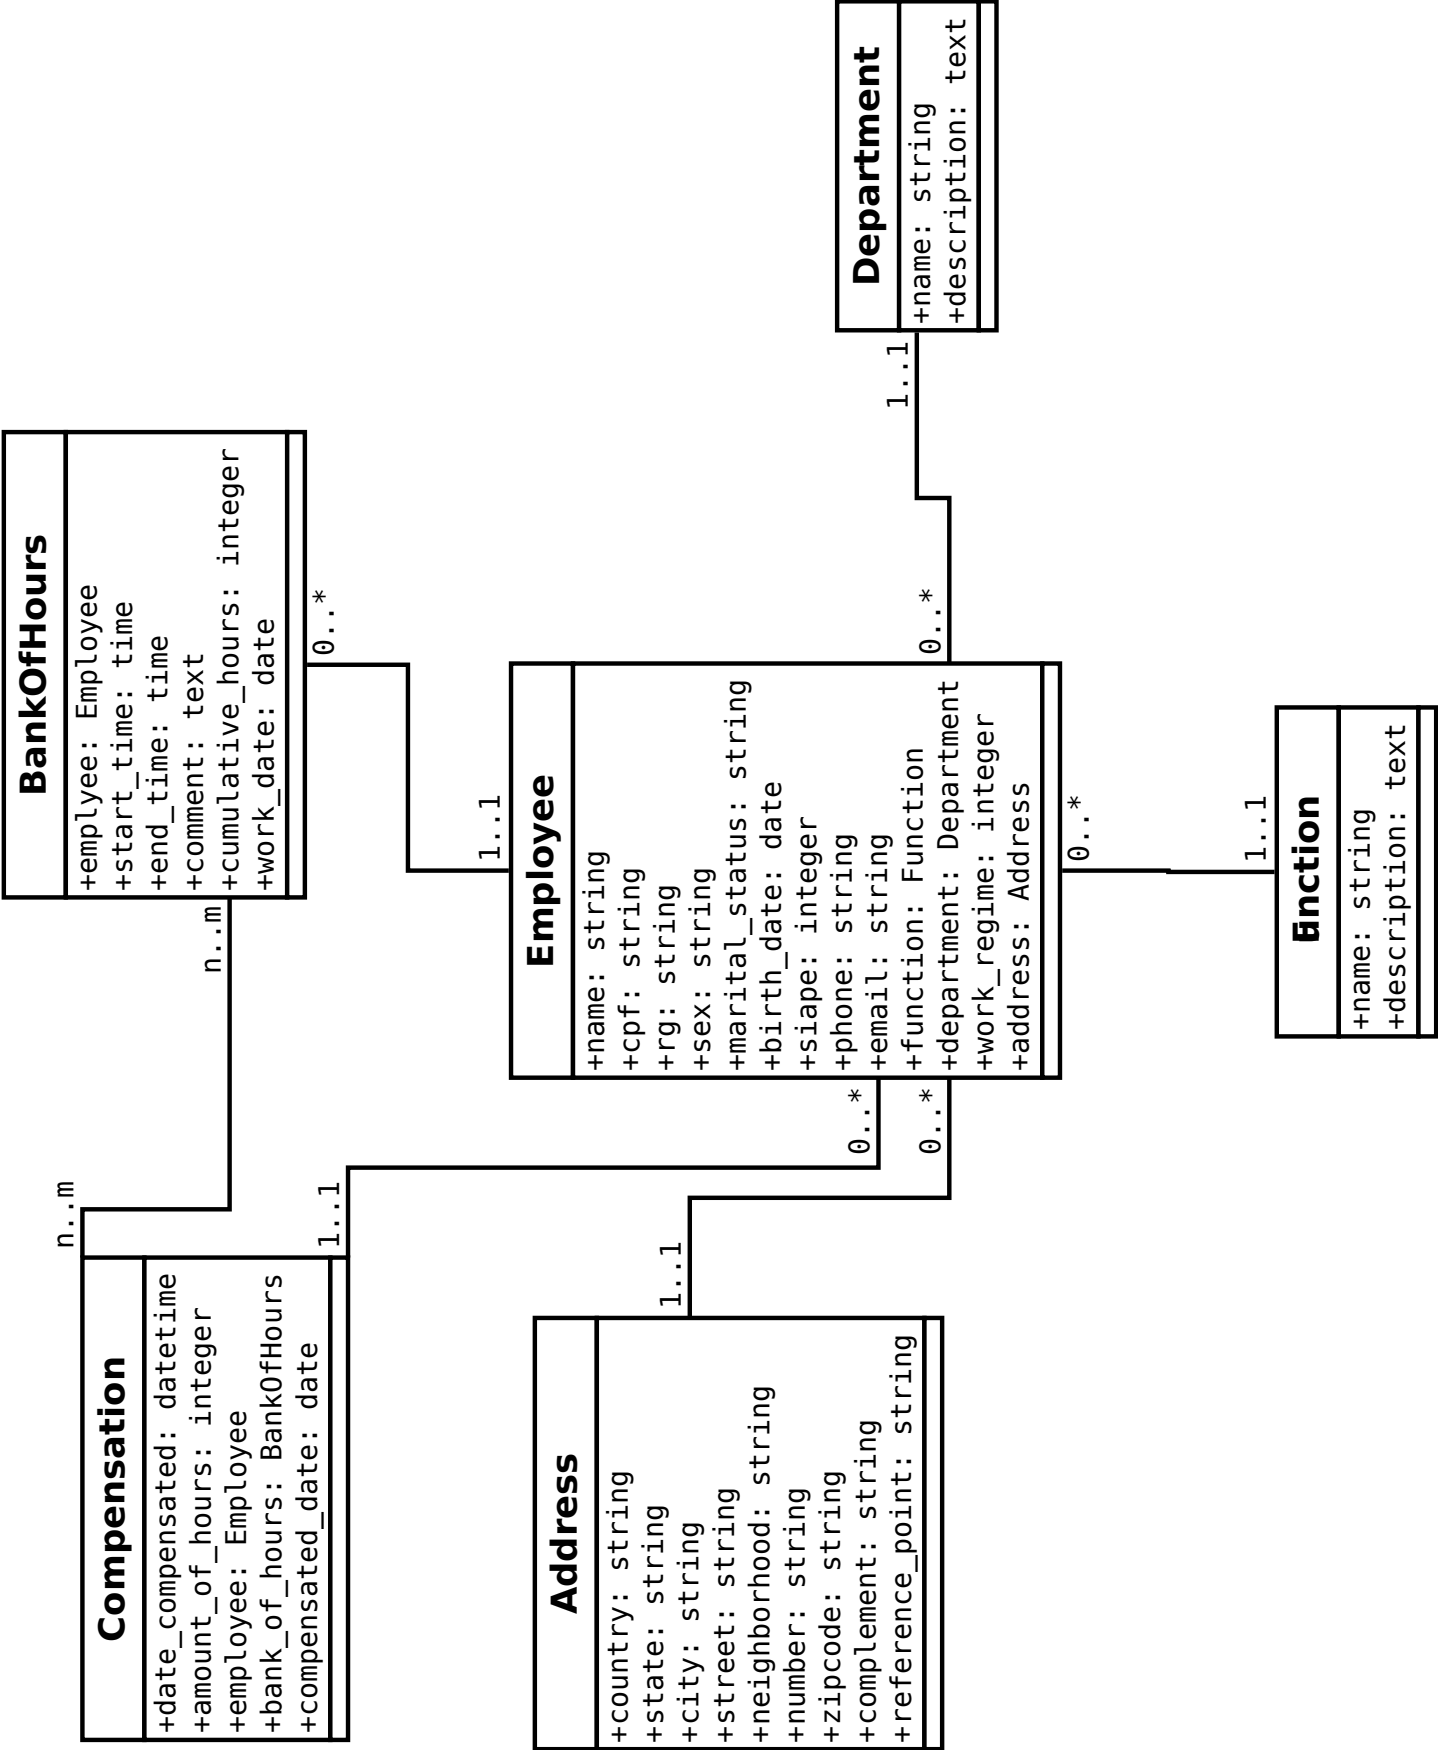 Compensation
+date_compensated: datetime
+amount_of_hours: integer
+employee: Employee
+bank_of_hours: BankOfHours
+compensated_date: date
n..m
1..1
n..m
BankOfHours
+emplyee: Employee
+start_time: time
+end_time: time
+comment: text
+cumulative_hours: integer
+work_date: date
0..*
1..1
Address
+country: string
+state: string
+city: string
+street: string
+neighborhood: string
+number: string
+zipcode: string
+complement: string
+reference_point: string
1..1
0..*
0..*
Employee
+name: string
+cpf: string
+rg: string
+sex: string
+marital_status: string
+birth_date: date
+siape: integer
+phone: string
+email: string
+function: Function
+department: Department
+work_regime: integer
+address: Address
0..*
1..1
Department
+name: string
+description: text
0..*
1..1
+name: string
+description: text